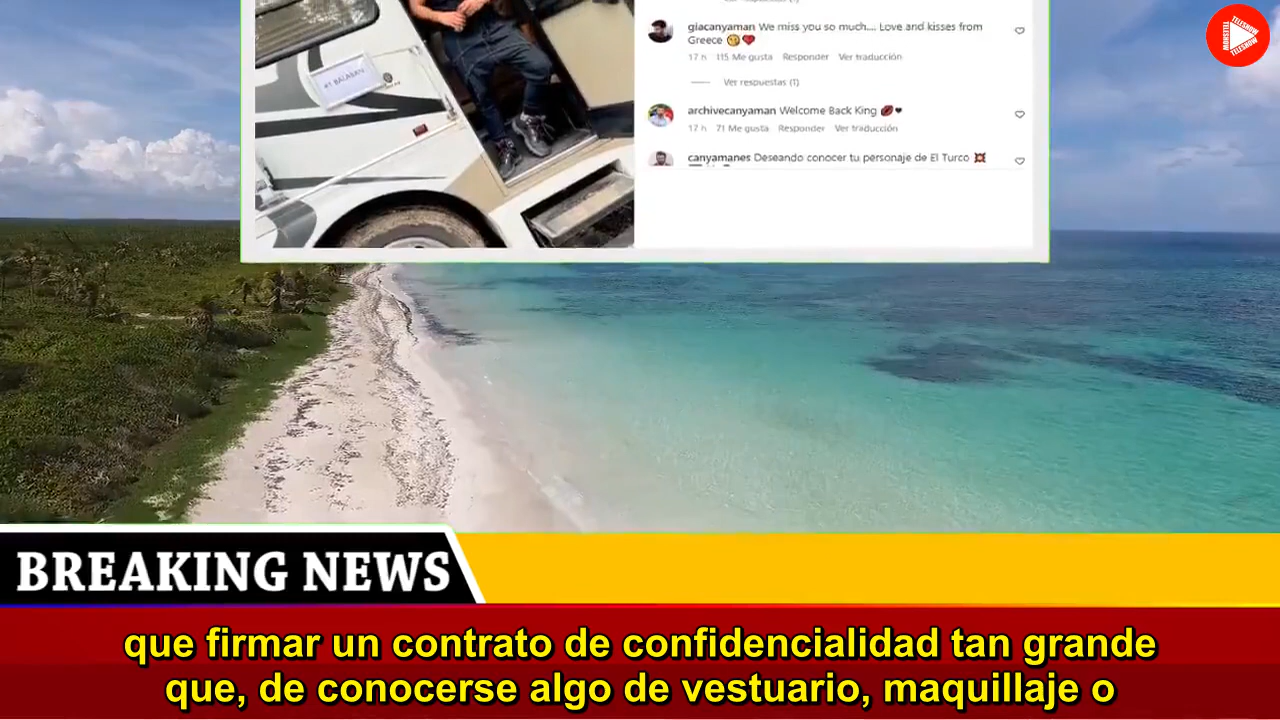 giacanyaman We miss you so much.... Love and kisses from
Greece 😘❤️
17 h 115 Me gusta Responder Ver traducción
Ver respuestas (1)
archivecanyaman Welcome Back King 💋❤
17 h 71 Me gusta Responder Ver traducción
canyamanes Deseando conocer tu personaje de El Turco 💥
#1 BALABAN
TELESHOW
TELESHOW
BREAKING NEWS
que firmar un contrato de confidencialidad tan grande
que, de conocerse algo de vestuario, maquillaje o